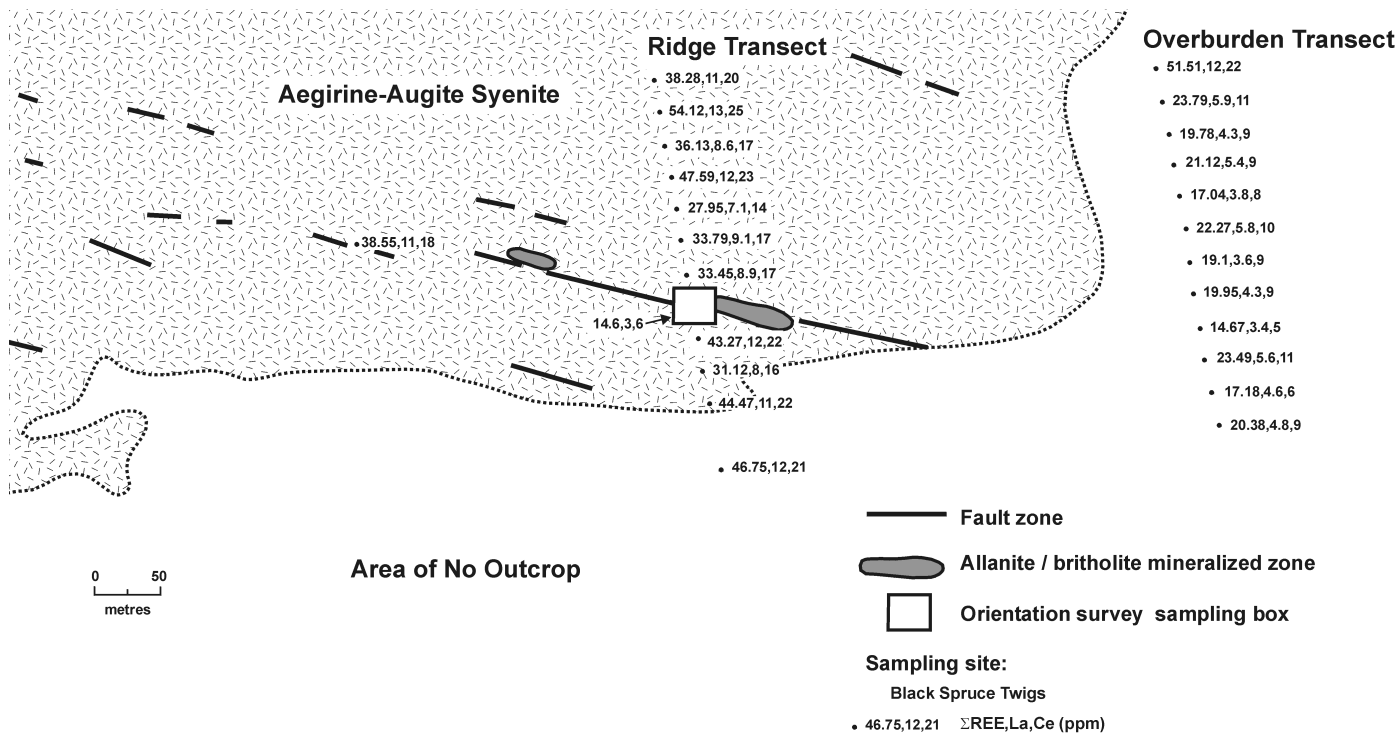 Ridge Transect
Overburden Transect
Aegirine-Augite Syenite
38.28,11,20
54.12,13,25
36.13,8.6,17
47.59,12,23
27.95,7.1,14
33.79,9.1,17
33.45,8.9,17
38.55,11,18
14.6,3,6
43.27,12,22
31.12,8,16
44.47,11,22
46.75,12,21
51.51,12,22
23.79,5.9,11
19.78,4.3,9
21.12,5.4,9
17.04,3.8,8
22.27,5.8,10
19.1,3.6,9
19.95,4.3,9
14.67,3.4,5
23.49,5.6,11
17.18,4.6,6
20.38,4.8,9
Area of No Outcrop
0 50
metres
Fault zone
Allanite / britholite mineralized zone
Orientation survey sampling box
Sampling site:
Black Spruce Twigs
46.75,12,21 ΣREE,La,Ce (ppm)